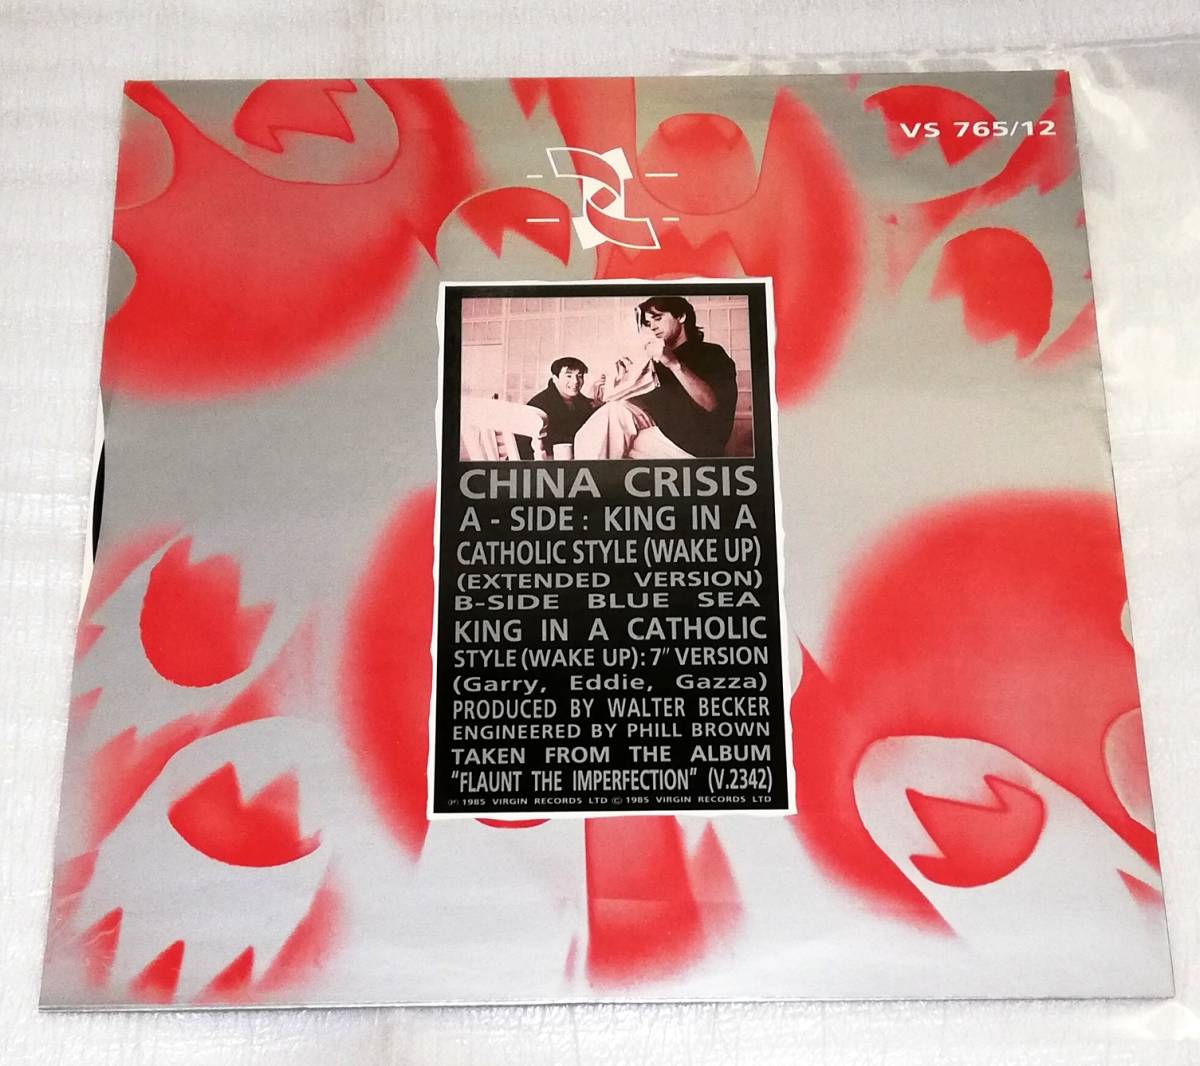 VS 765/12
CHINA CRISIS
A - SIDE : KING IN A
CATHOLIC STYLE (WAKE UP)
(EXTENDED VERSION)
B-SIDE BLUE SEA
KING IN A CATHOLIC
STYLE (WAKE UP): 7" VERSION
(Garry, Eddie, Gazza)
PRODUCED BY WALTER BECKER
ENGINEERED BY PHILL BROWN
TAKEN FROM THE ALBUM
"FLAUNT THE IMPERFECTION" (V.2342)
℗ 1985 VIRGIN RECORDS LTD © 1985 VIRGIN RECORDS LTD